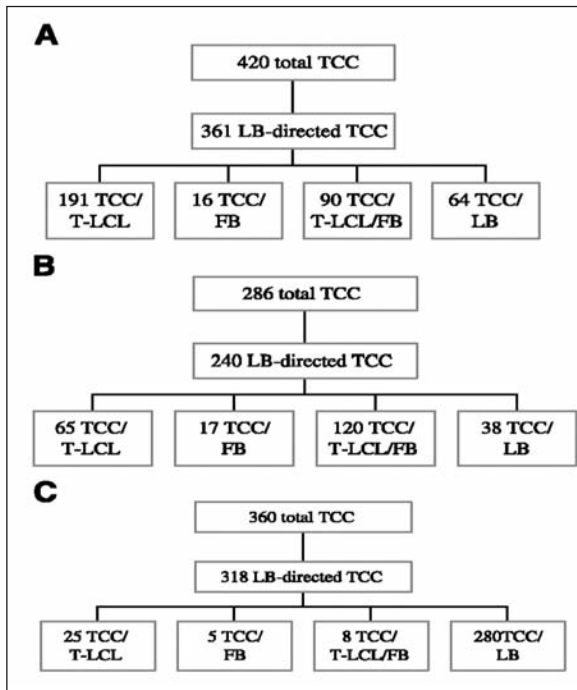 A
420 total TCC
361 LB-directed TCC
191 TCC/
T-LCL
16 TCC/
FB
90 TCC/
T-LCL/FB
64 TCC/
LB
B
286 total TCC
240 LB-directed TCC
65 TCC/
T-LCL
17 TCC/
FB
120 TCC/
T-LCL/FB
38 TCC/
LB
C
360 total TCC
318 LB-directed TCC
25 TCC/
T-LCL
5 TCC/
FB
8 TCC/
T-LCL/FB
280TCC/
LB